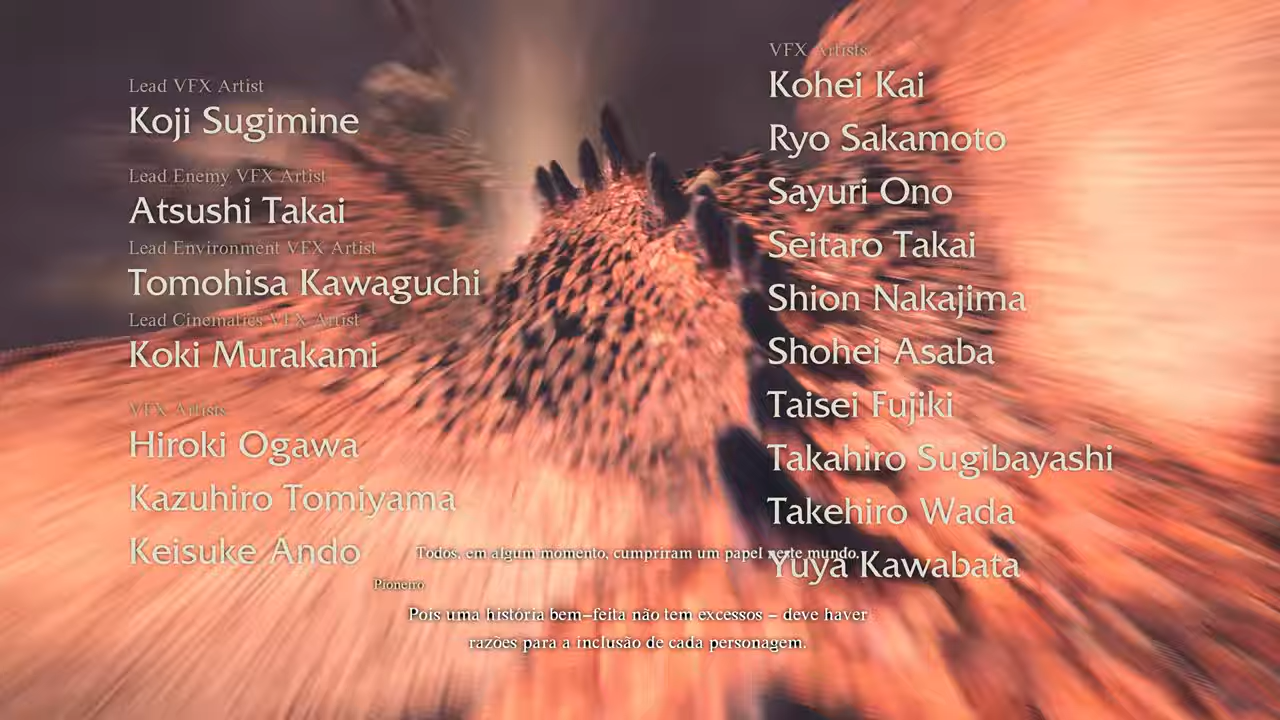 Lead VFX Artist
Koji Sugimine
Lead Enemy VFX Artist
Atsushi Takai
Lead Environment VFX Artist
Tomohisa Kawaguchi
Lead Cinematics VFX Artist
Koki Murakami
VFX Artists
Hiroki Ogawa
Kazuhiro Tomiyama
Keisuke Ando
VFX Artists
Kohei Kai
Ryo Sakamoto
Sayuri Ono
Seitaro Takai
Shion Nakajima
Shohei Asaba
Taisei Fujiki
Takahiro Sugibayashi
Takehiro Wada
Yuya Kawabata
Todos, em algum momento, cumpriram um papel neste mundo.
Pioneiro
Pois uma história bem–feita não tem excessos – deve haver
razões para a inclusão de cada personagem.